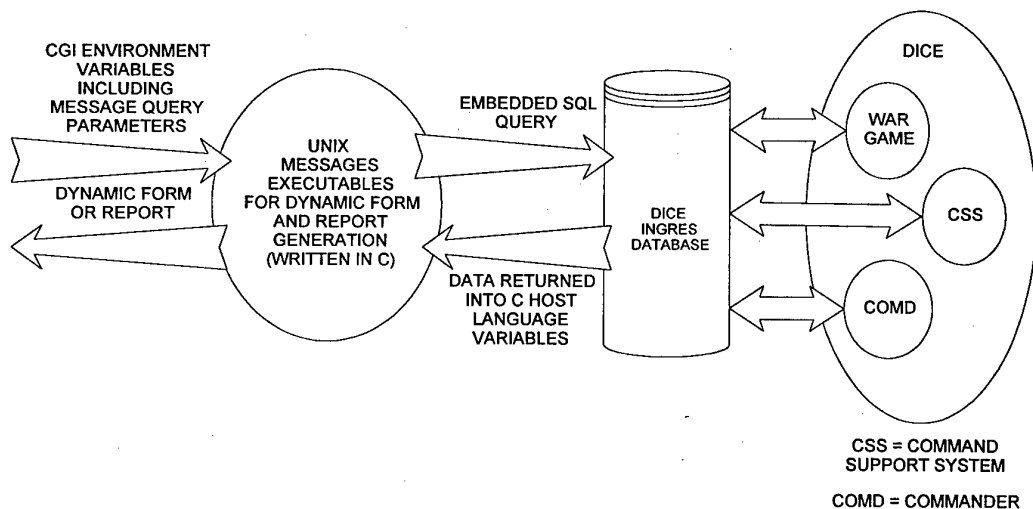 CGI ENVIRONMENT
VARIABLES
INCLUDING
MESSAGE QUERY
PARAMETERS
DYNAMIC FORM
OR REPORT
UNIX
MESSAGES
EXECUTABLES
FOR DYNAMIC FORM
AND REPORT
GENERATION
(WRITTEN IN C)
EMBEDDED SQL
QUERY
DATA RETURNED
INTO C HOST
LANGUAGE
VARIABLES
DICE
INGRES
DATABASE
DICE
WAR
GAME
CSS
COMD
CSS = COMMAND
SUPPORT SYSTEM
COMD = COMMANDER